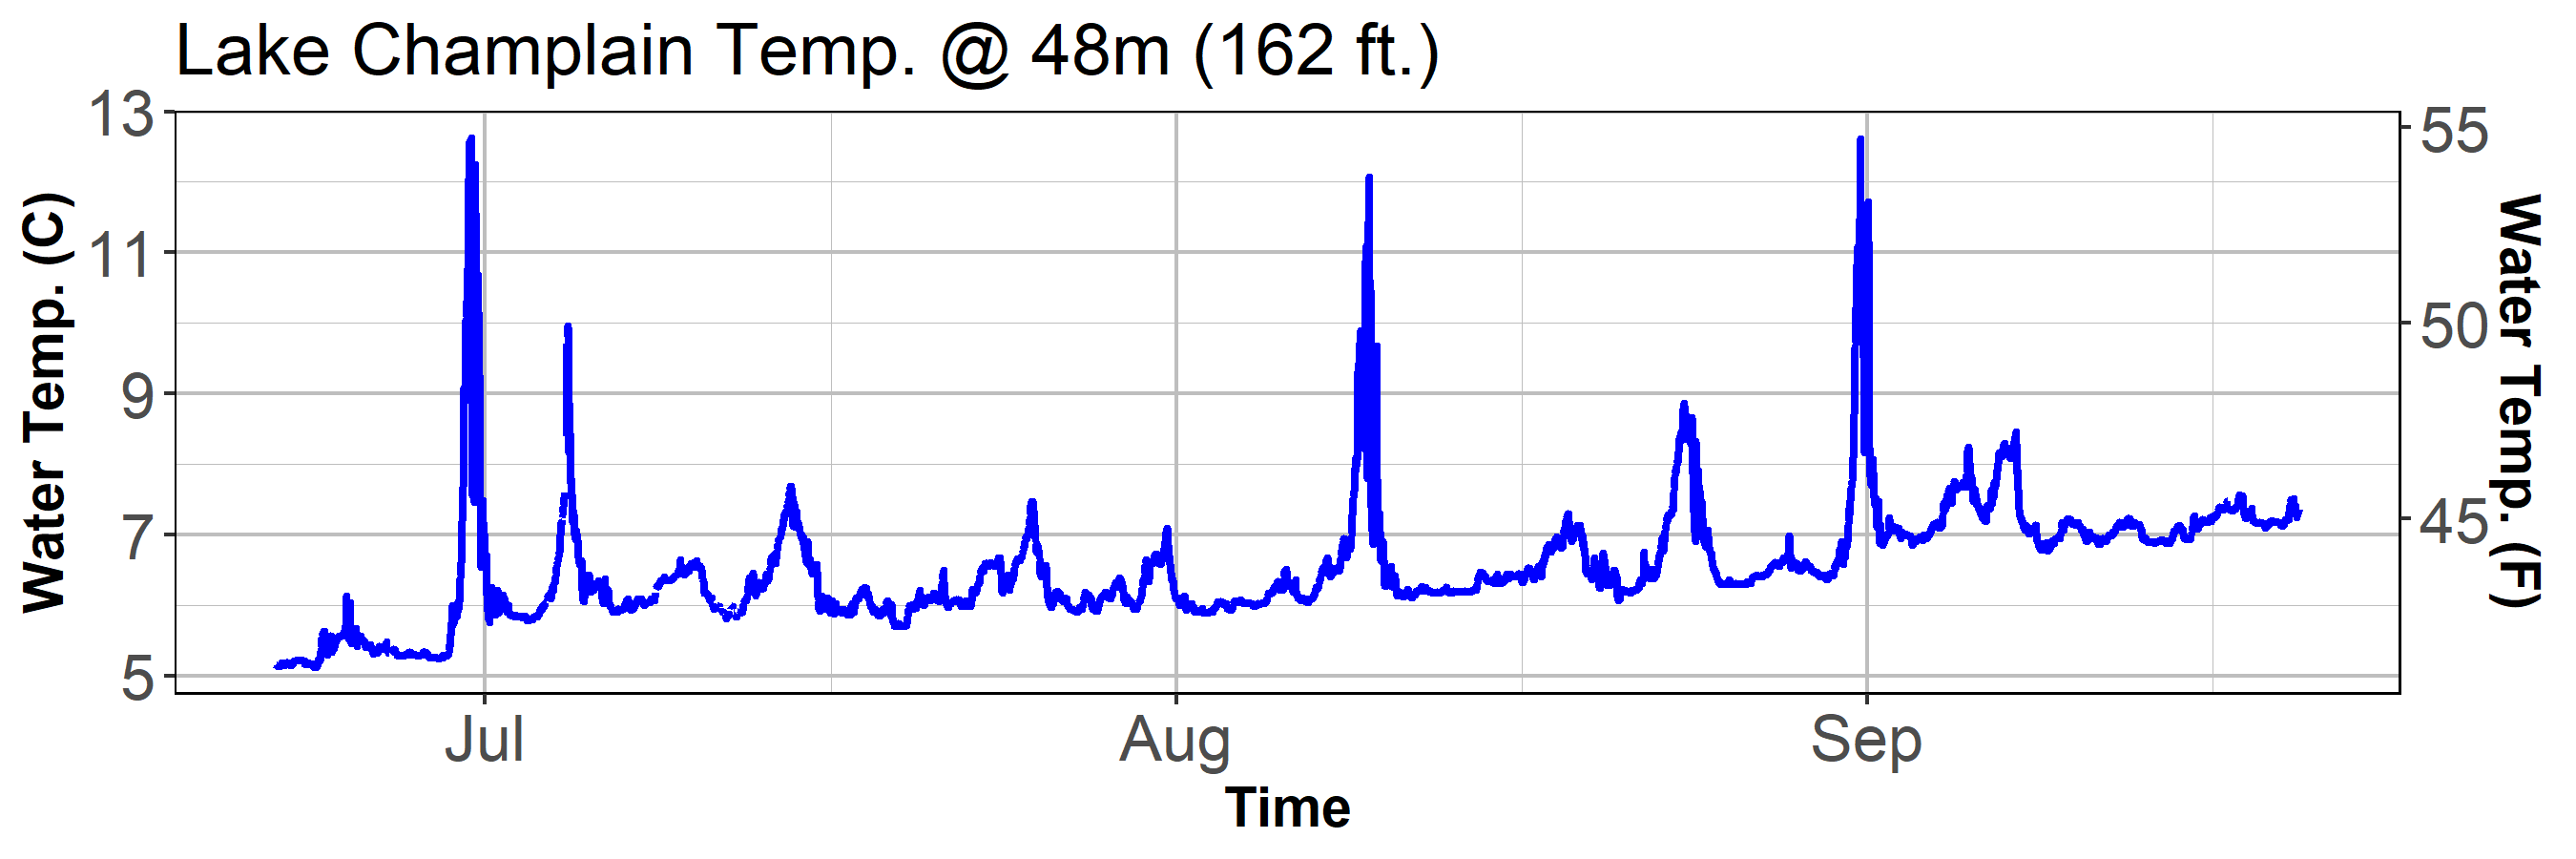 Lake Champlain Temp. @ 48m (162 ft.)
13
11
9
7
5
Water Temp. (C)
55
50
45
Water Temp. (F)
Jul
Aug
Sep
Time